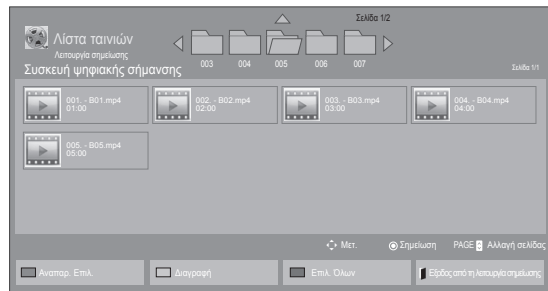 Σελίδα 1/2
Λίστα ταινιών
Λειτουργία σημείωσης
003 004 005 006 007
Συσκευή ψηφιακής σήμανσης
Σελίδα 1/1
001. - B01.mp4
01:00
002. - B02.mp4
02:00
003. - B03.mp4
03:00
004. - B04.mp4
04:00
005. - B05.mp4
05:00
Μετ. Σημείωση PAGE Αλλαγή σελίδας
Αναπαρ. Επιλ. Διαγραφή Επιλ. Όλων Εξοδος από τη λειτουργία σημείωσης